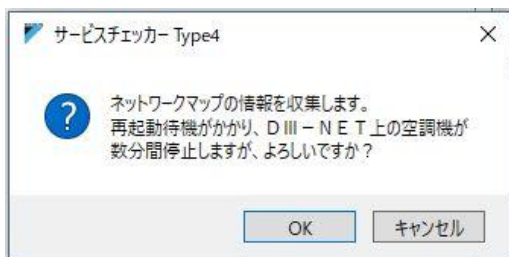 サービスチェッカー Type4
ネットワークマップの情報を収集します。
再起動待機がかかり、DⅢ-NET上の空調機が
数分間停止しますが、よろしいですか？
OK
キャンセル